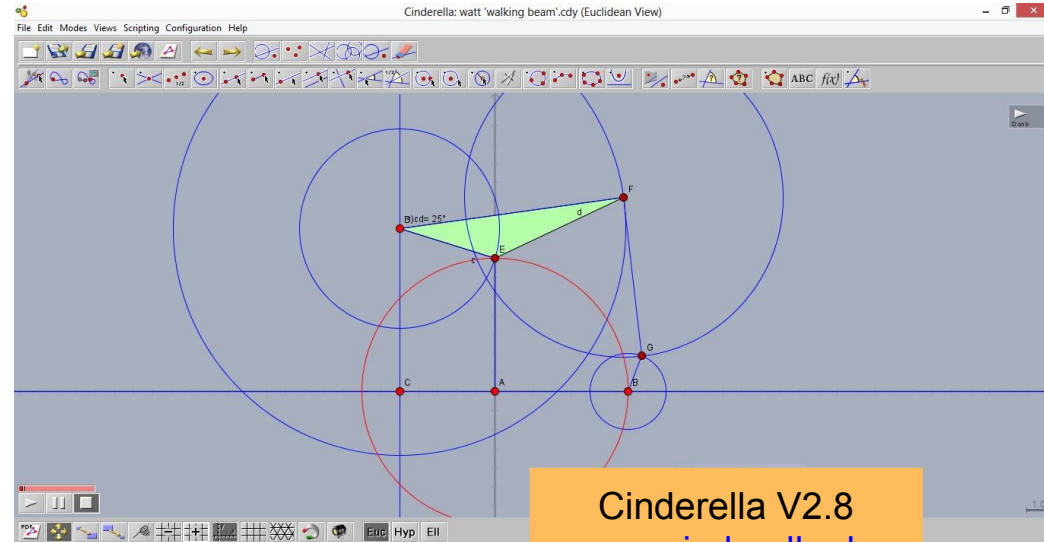 Cinderella: watt 'walking beam'.cdy (Euclidean View)
File Edit Modes Views Scripting Configuration Help
ABC f(x)
F
d
cd= 25°
E
c
G
C
A
B
Cinderella V2.8
Euc Hyp Ell